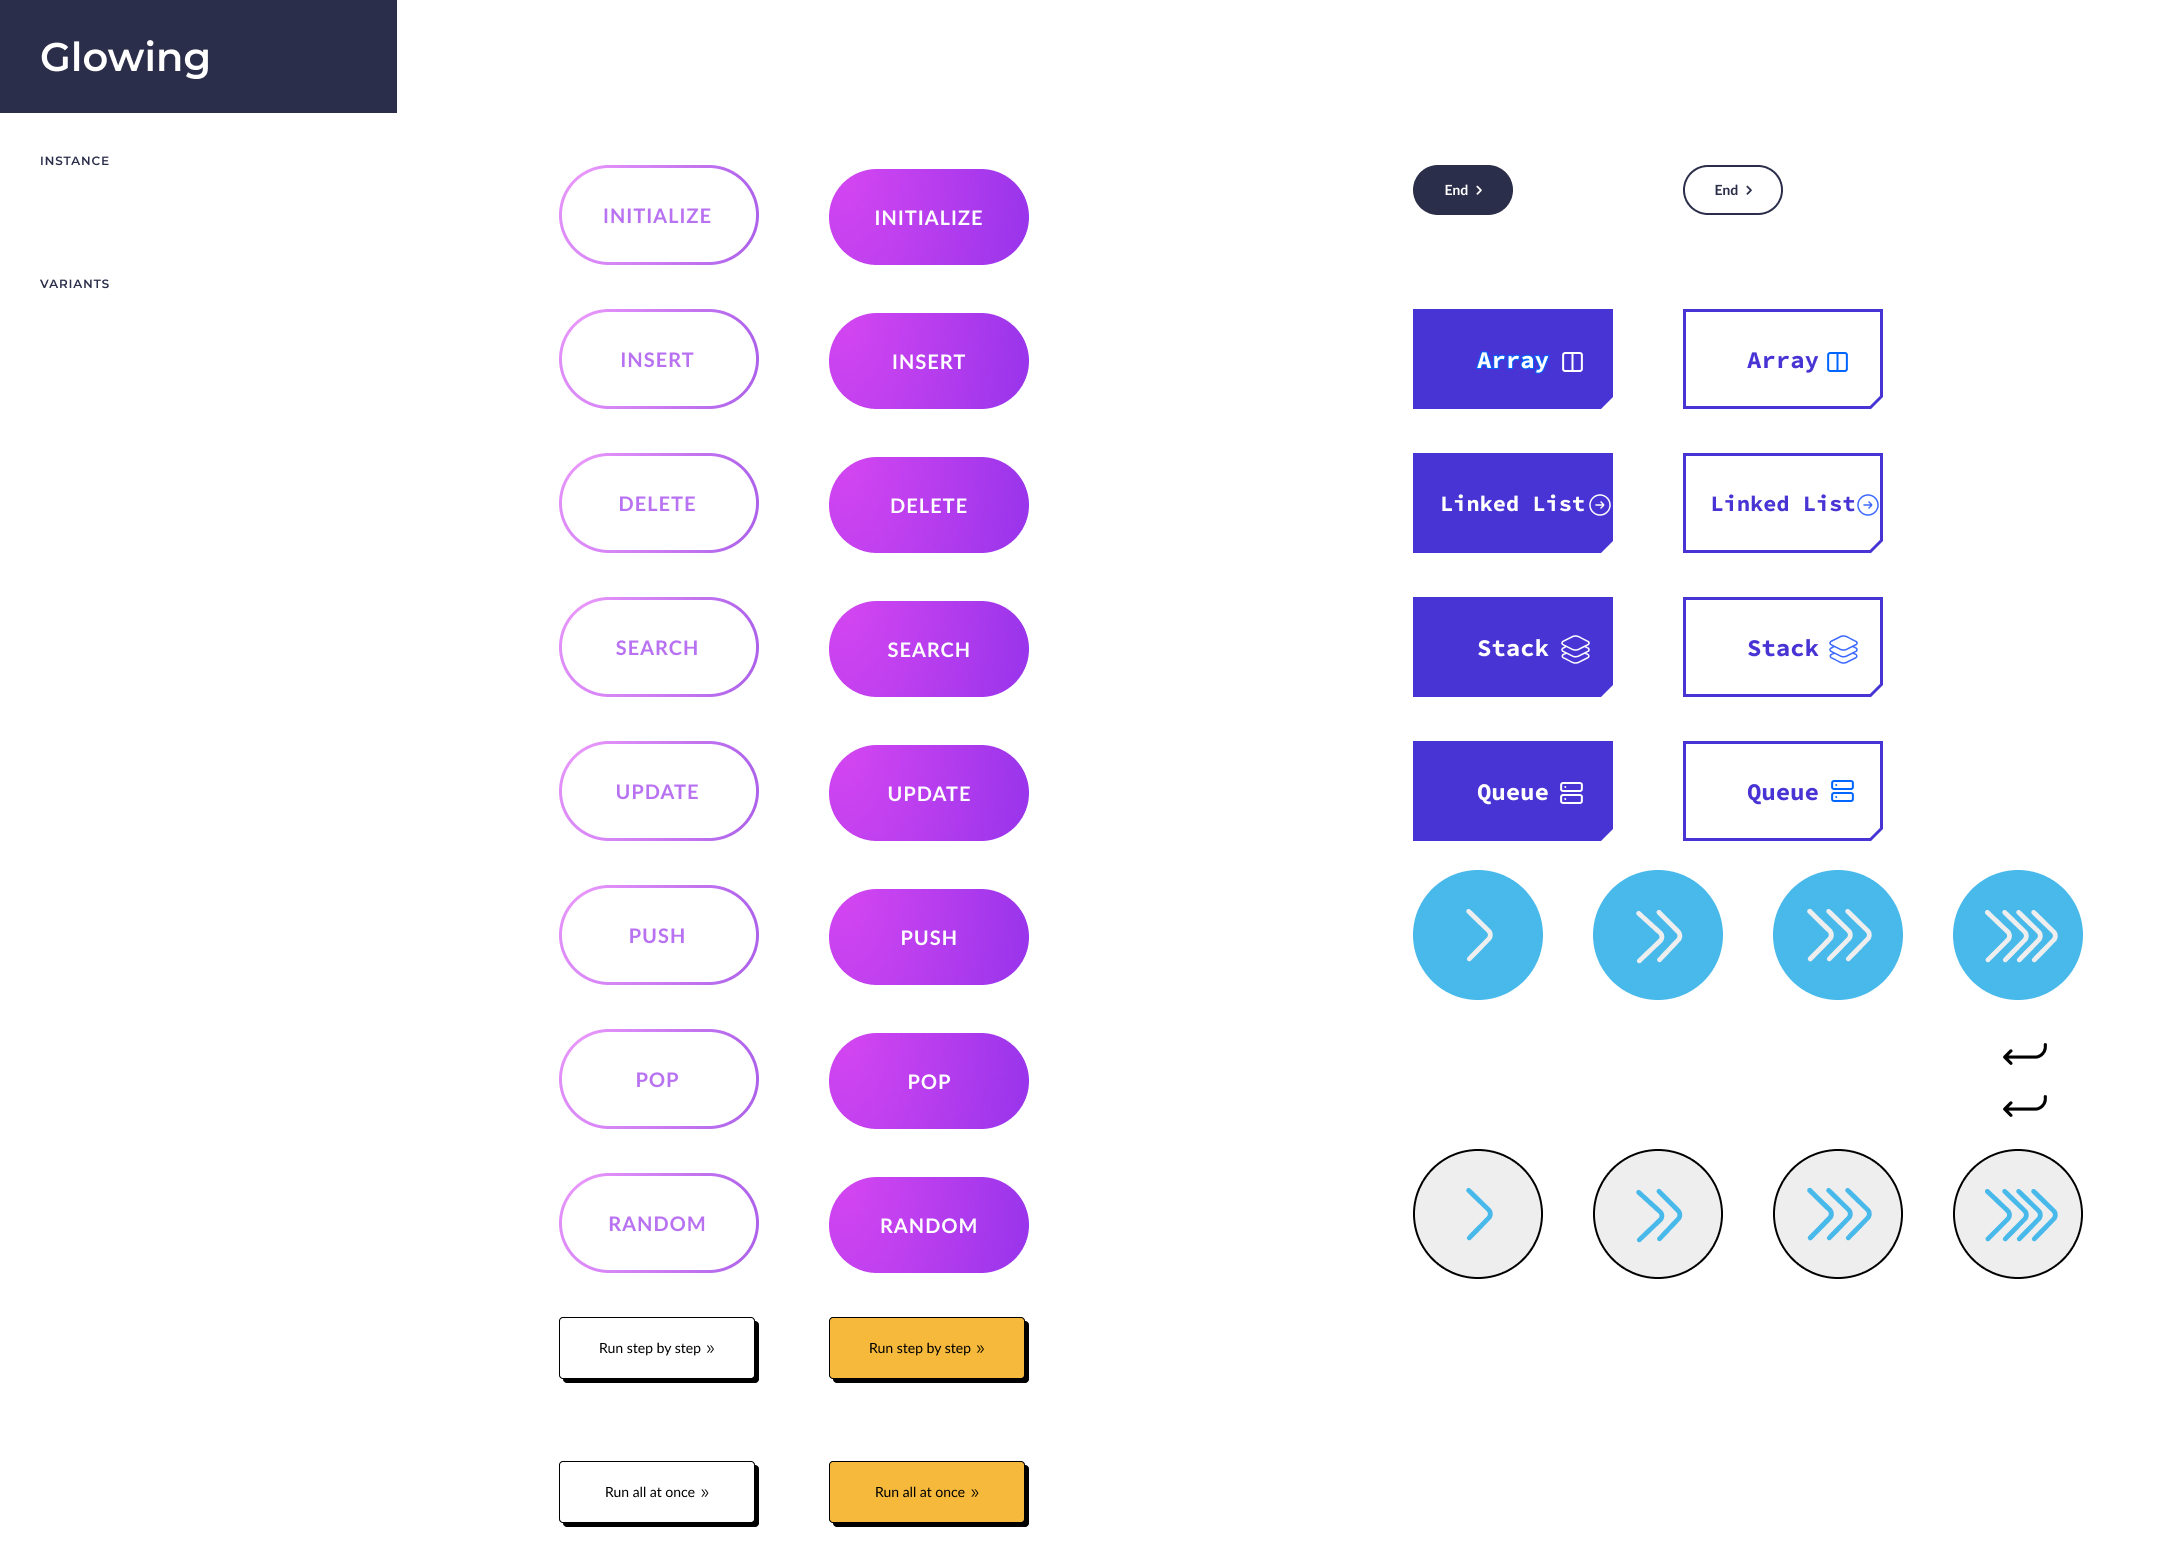 Glowing
INSTANCE
VARIANTS
INITIALIZE
INITIALIZE
INSERT
INSERT
DELETE
DELETE
SEARCH
SEARCH
UPDATE
UPDATE
PUSH
PUSH
POP
POP
RANDOM
RANDOM
Run step by step »
Run step by step »
Run all at once »
Run all at once »
End
End
Array
Array
Linked List
Linked List
Stack
Stack
Queue
Queue